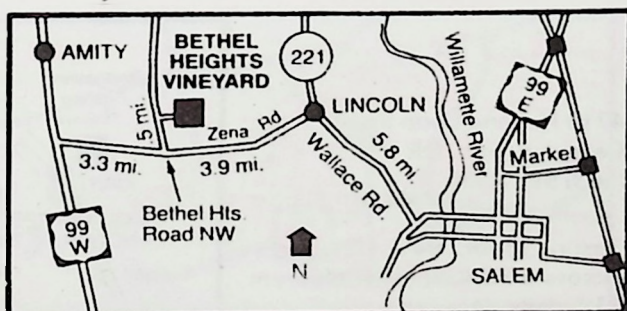 AMITY
BETHEL
HEIGHTS
VINEYARD
221
LINCOLN
Willamette River
99
E
.5 mi.
Zena Rd
3.3 mi.
3.9 mi.
5.8 mi.
Wallace Rd.
Market
Bethel Hts
Road NW
99
W
N
SALEM